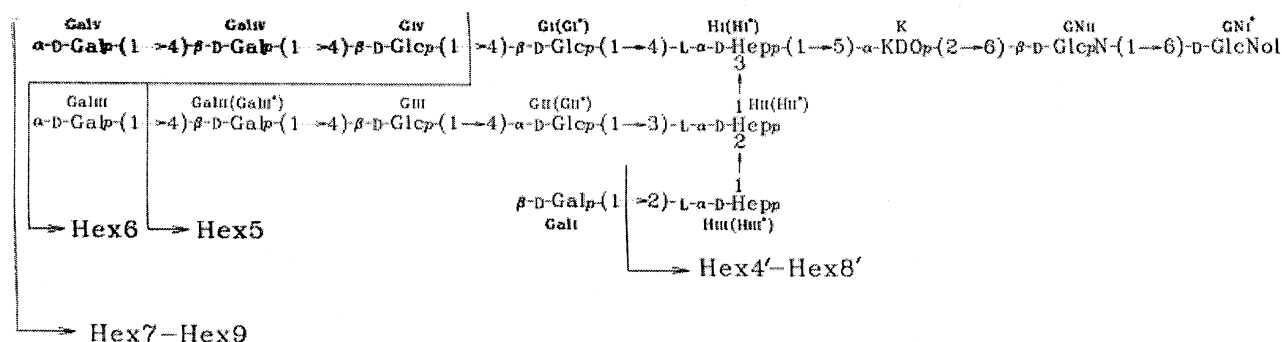 GalV GalIV GIV GI(GI*) HI(HI*) K GNII GNI*
α-D-Galp-(1→4)-β-D-Galp-(1→4)-β-D-Glcp-(1→4)-β-D-Glcp-(1→4)-L-α-D-Hepp-(1→5)-α-KDOp-(2→6)-β-D-GlcpN-(1→6)-D-GlcNol
3
GalIII GalII(GalII*) GIII GII(GII*) 1 HII(HII*)
α-D-Galp-(1→4)-β-D-Galp-(1→4)-β-D-Glcp-(1→4)-α-D-Glcp-(1→3)-L-α-D-Hepp
2
1
β-D-Galp-(1→2)-L-α-D-Hepp
GalI HIII(HIII*)
Hex6 Hex5
Hex4′-Hex8′
Hex7-Hex9